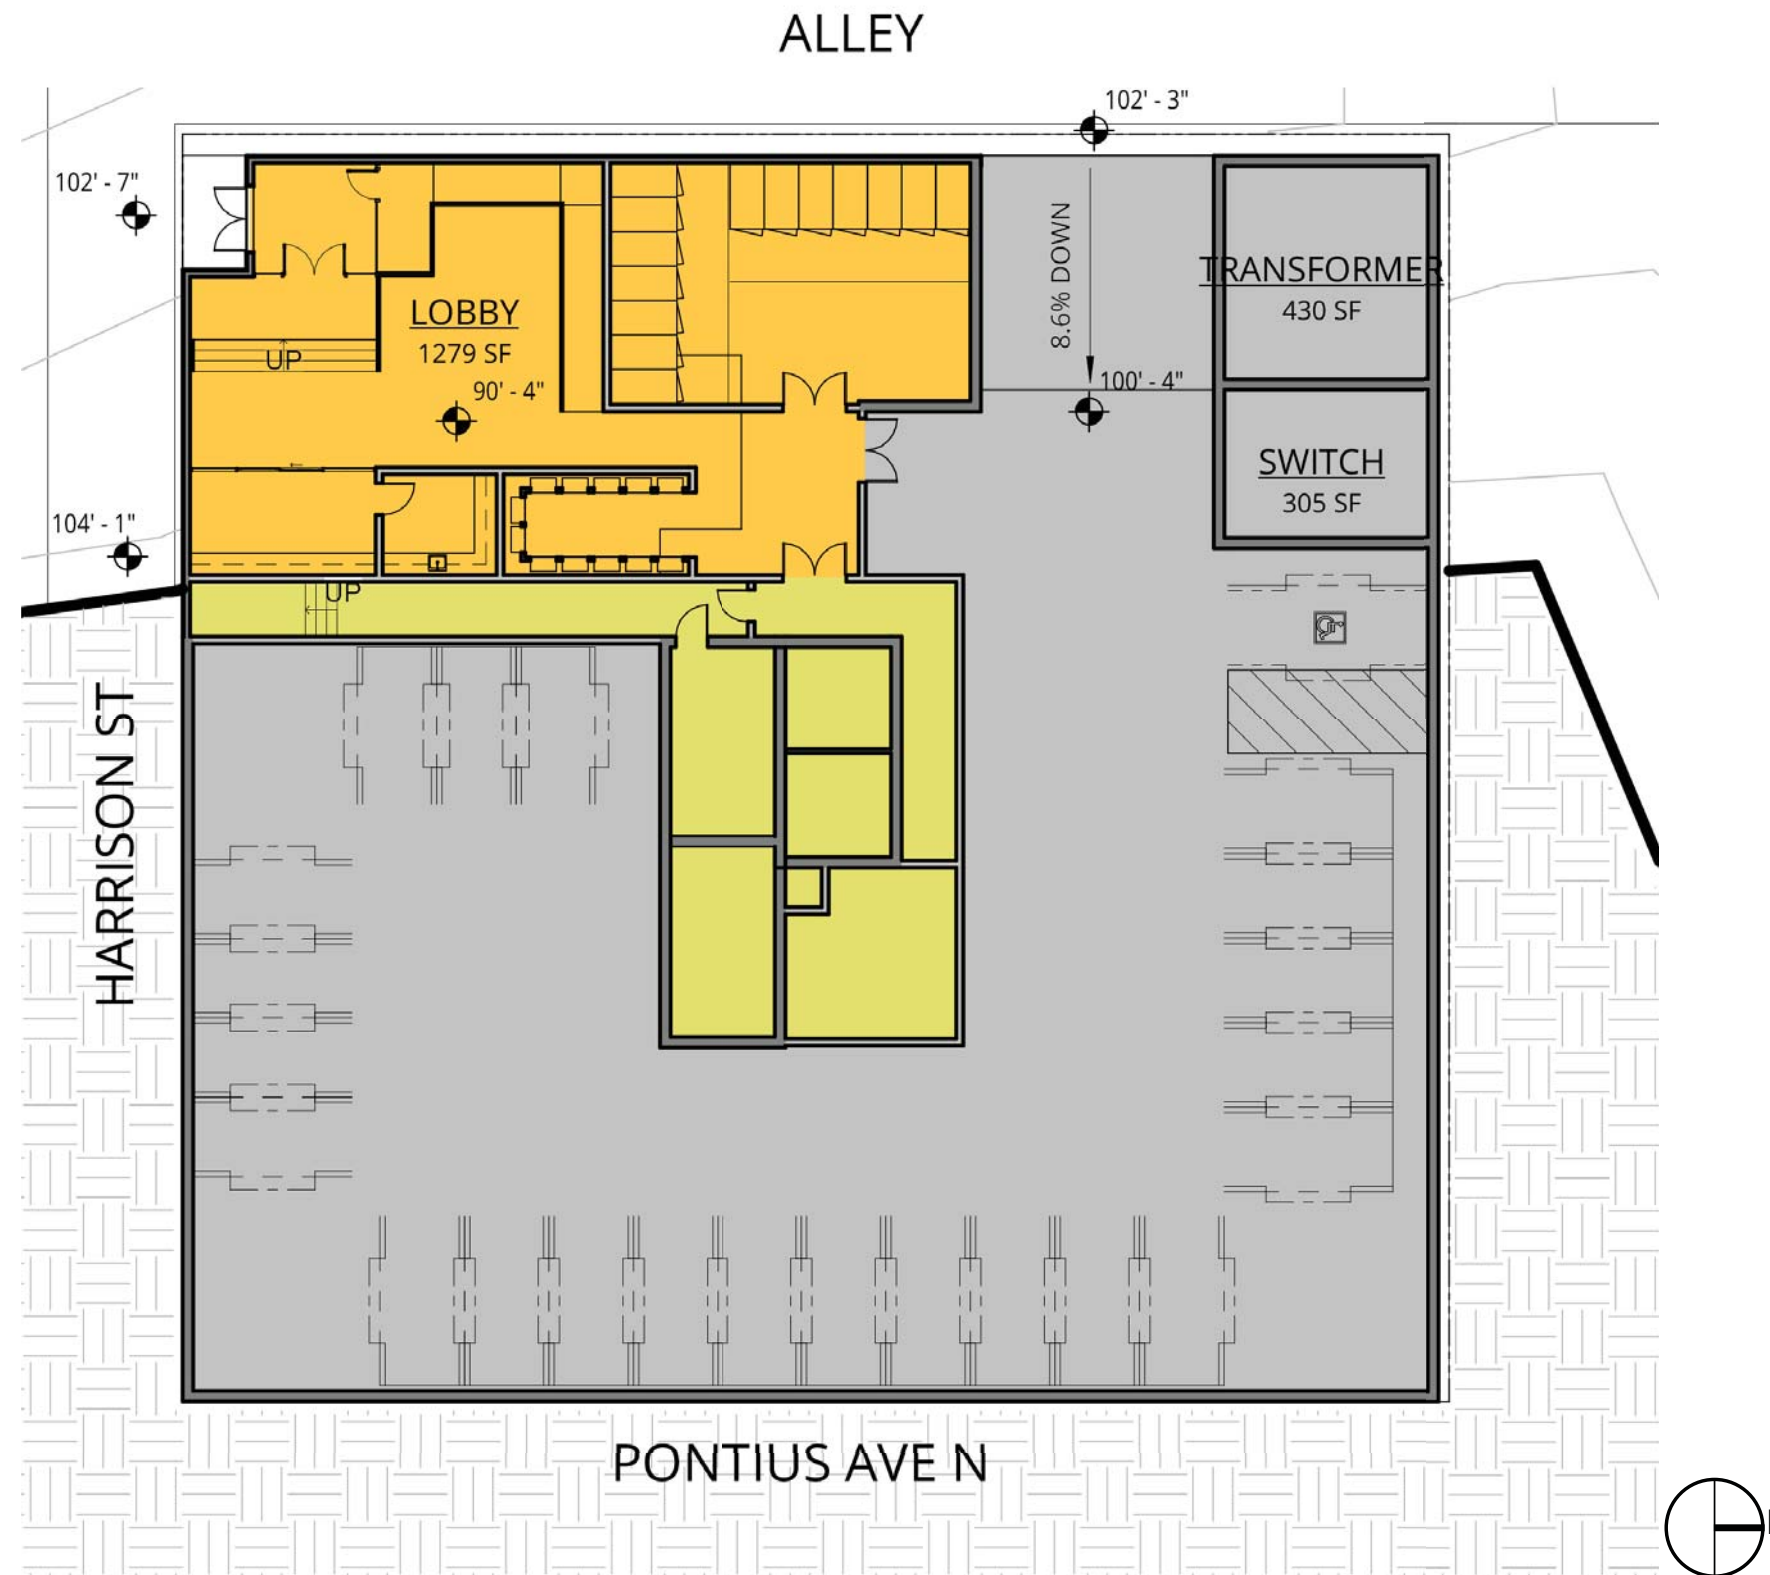 ALLEY
102' - 3"
102' - 7"
8.6% DOWN
TRANSFORMER
430 SF
LOBBY
1279 SF
UP
90' - 4"
100' - 4"
SWITCH
305 SF
104' - 1"
UP
HARRISON ST
PONTIUS AVE N